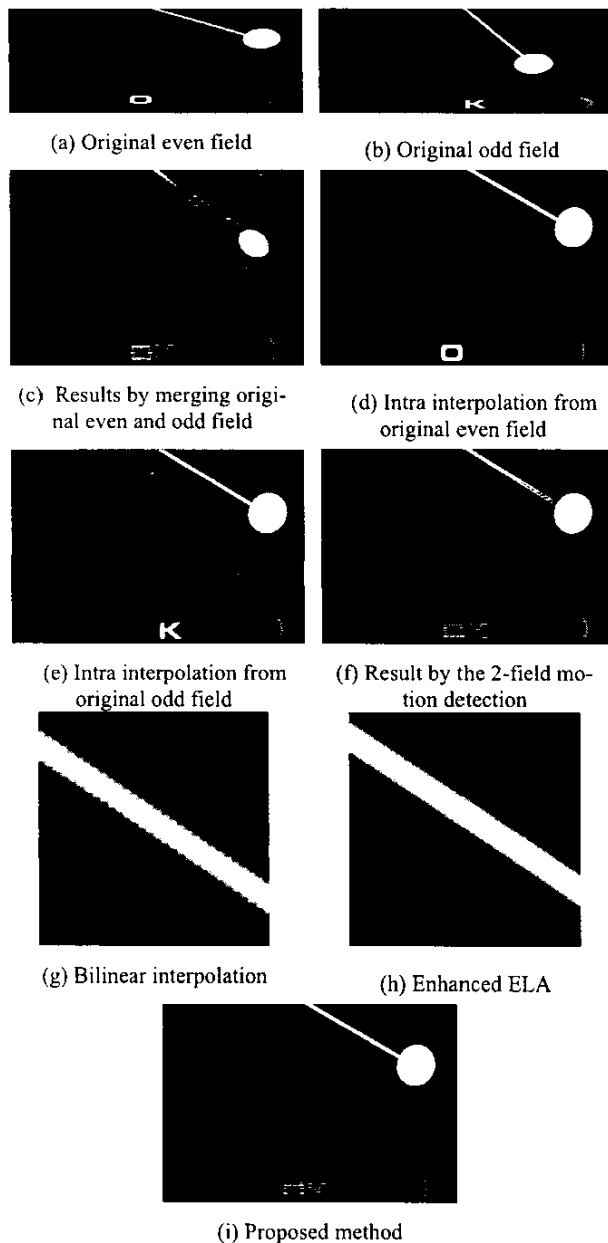 O
K
(a) Original even field
(b) Original odd field
O
(c) Results by merging origi-
nal even and odd field
(d) Intra interpolation from
original even field
K
(e) Intra interpolation from
original odd field
(f) Result by the 2-field mo-
tion detection
(g) Bilinear interpolation
(h) Enhanced ELA
(i) Proposed method